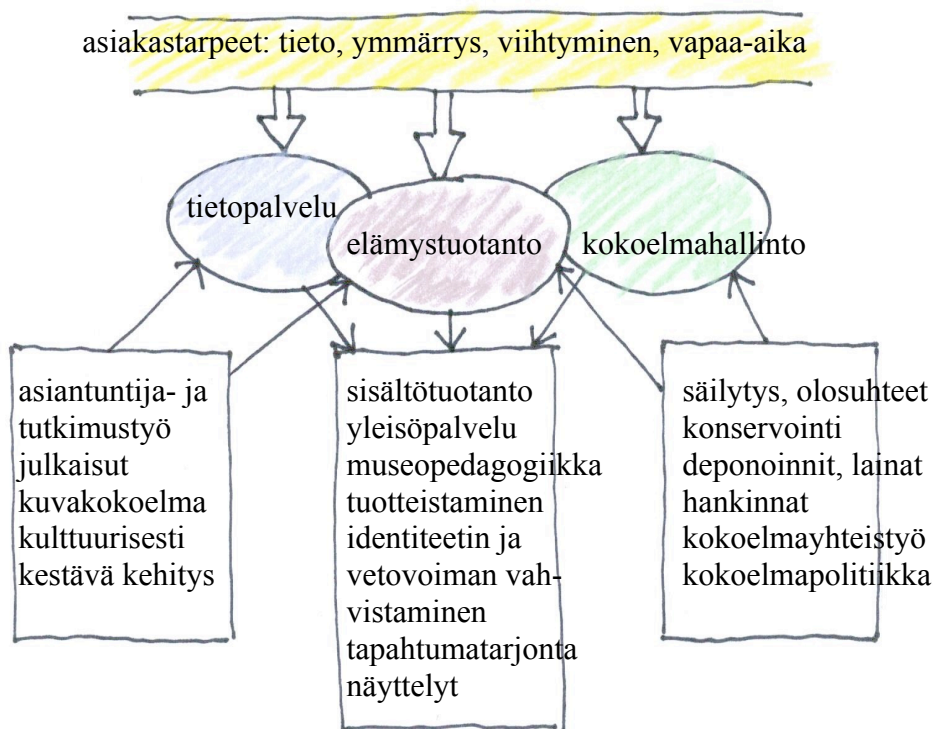 asiakastarpeet: tieto, ymmärrys, viihtyminen, vapaa-aika
tietopalvelu
elämystuotanto
kokoelmahallinto
asiantuntija- ja
tutkimustyö
julkaisut
kuvakokoelma
kulttuurisesti
kestävä kehitys
sisältötuotanto
yleisöpalvelu
museopedagogiikka
tuotteistaminen
identiteetin ja
vetovoiman vah-
vistaminen
tapahtumatarjonta
näyttelyt
säilytys, olosuhteet
konservointi
deponoinnit, lainat
hankinnat
kokoelmayhteistyö
kokoelmapolitiikka